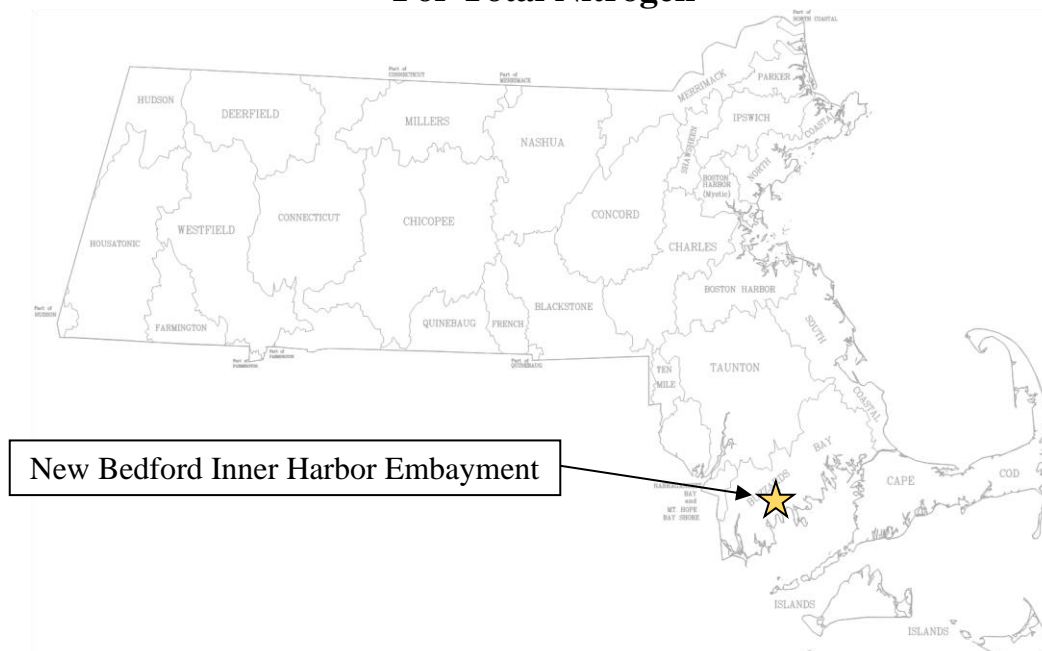 For Total Nitrogen
Part of
NORTH COASTAL
Part of
CONNECTICUT
Part of
MERRIMACK
HUDSON
DEERFIELD
MILLERS
NASHUA
MERRIMACK
PARKER
IPSWICH
SHAWSHEEN
NORTH
COASTAL
BOSTON
HARBOR
(Mystic)
HOUSATONIC
WESTFIELD
CONNECTICUT
CHICOPEE
CONCORD
CHARLES
BOSTON HARBOR
Part of
HUDSON
FARMINGTON
QUINEBAUG
FRENCH
BLACKSTONE
SOUTH
COASTAL
Part of
FARMINGTON
Part of
FARMINGTON
Part of
QUINEBAUG
TEN
MILE
TAUNTON
New Bedford Inner Harbor Embayment
BUZZARDS
BAY
CAPE
COD
BAY
and
MT HOPE
BAY SHORE
ISLANDS
ISLANDS